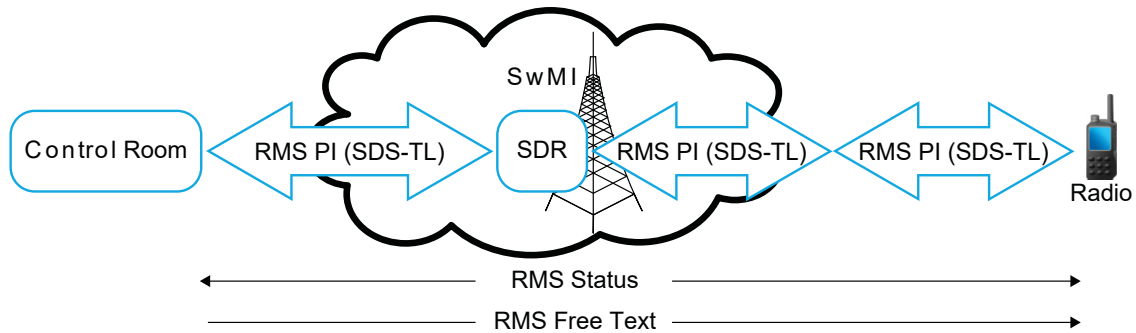 SwMI
Control Room
RMS PI (SDS-TL)
SDR
RMS PI (SDS-TL)
RMS PI (SDS-TL)
Radio
RMS Status
RMS Free Text